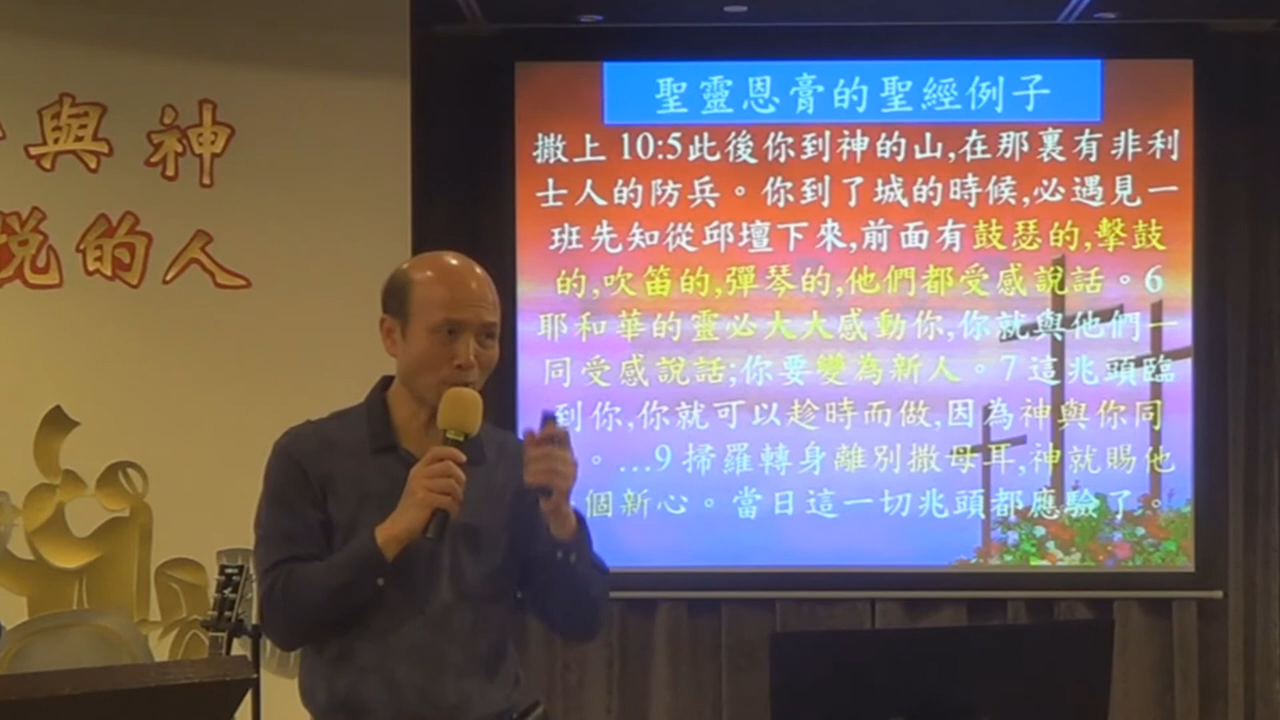 與神
悅的人
聖靈恩膏的聖經例子
撒上 10:5此後你到神的山,在那裏有非利
士人的防兵。你到了城的時候,必遇見一
班先知從邱壇下來,前面有鼓瑟的,擊鼓
的,吹笛的,彈琴的,他們都受感說話。6
耶和華的靈必大大感動你,你就與他們一
同受感說話;你要變為新人。7 這兆頭臨
到你,你就可以趁時而做,因為神與你同
。…9 掃羅轉身離別撒母耳,神就賜他
個新心。當日這一切兆頭都應驗了。